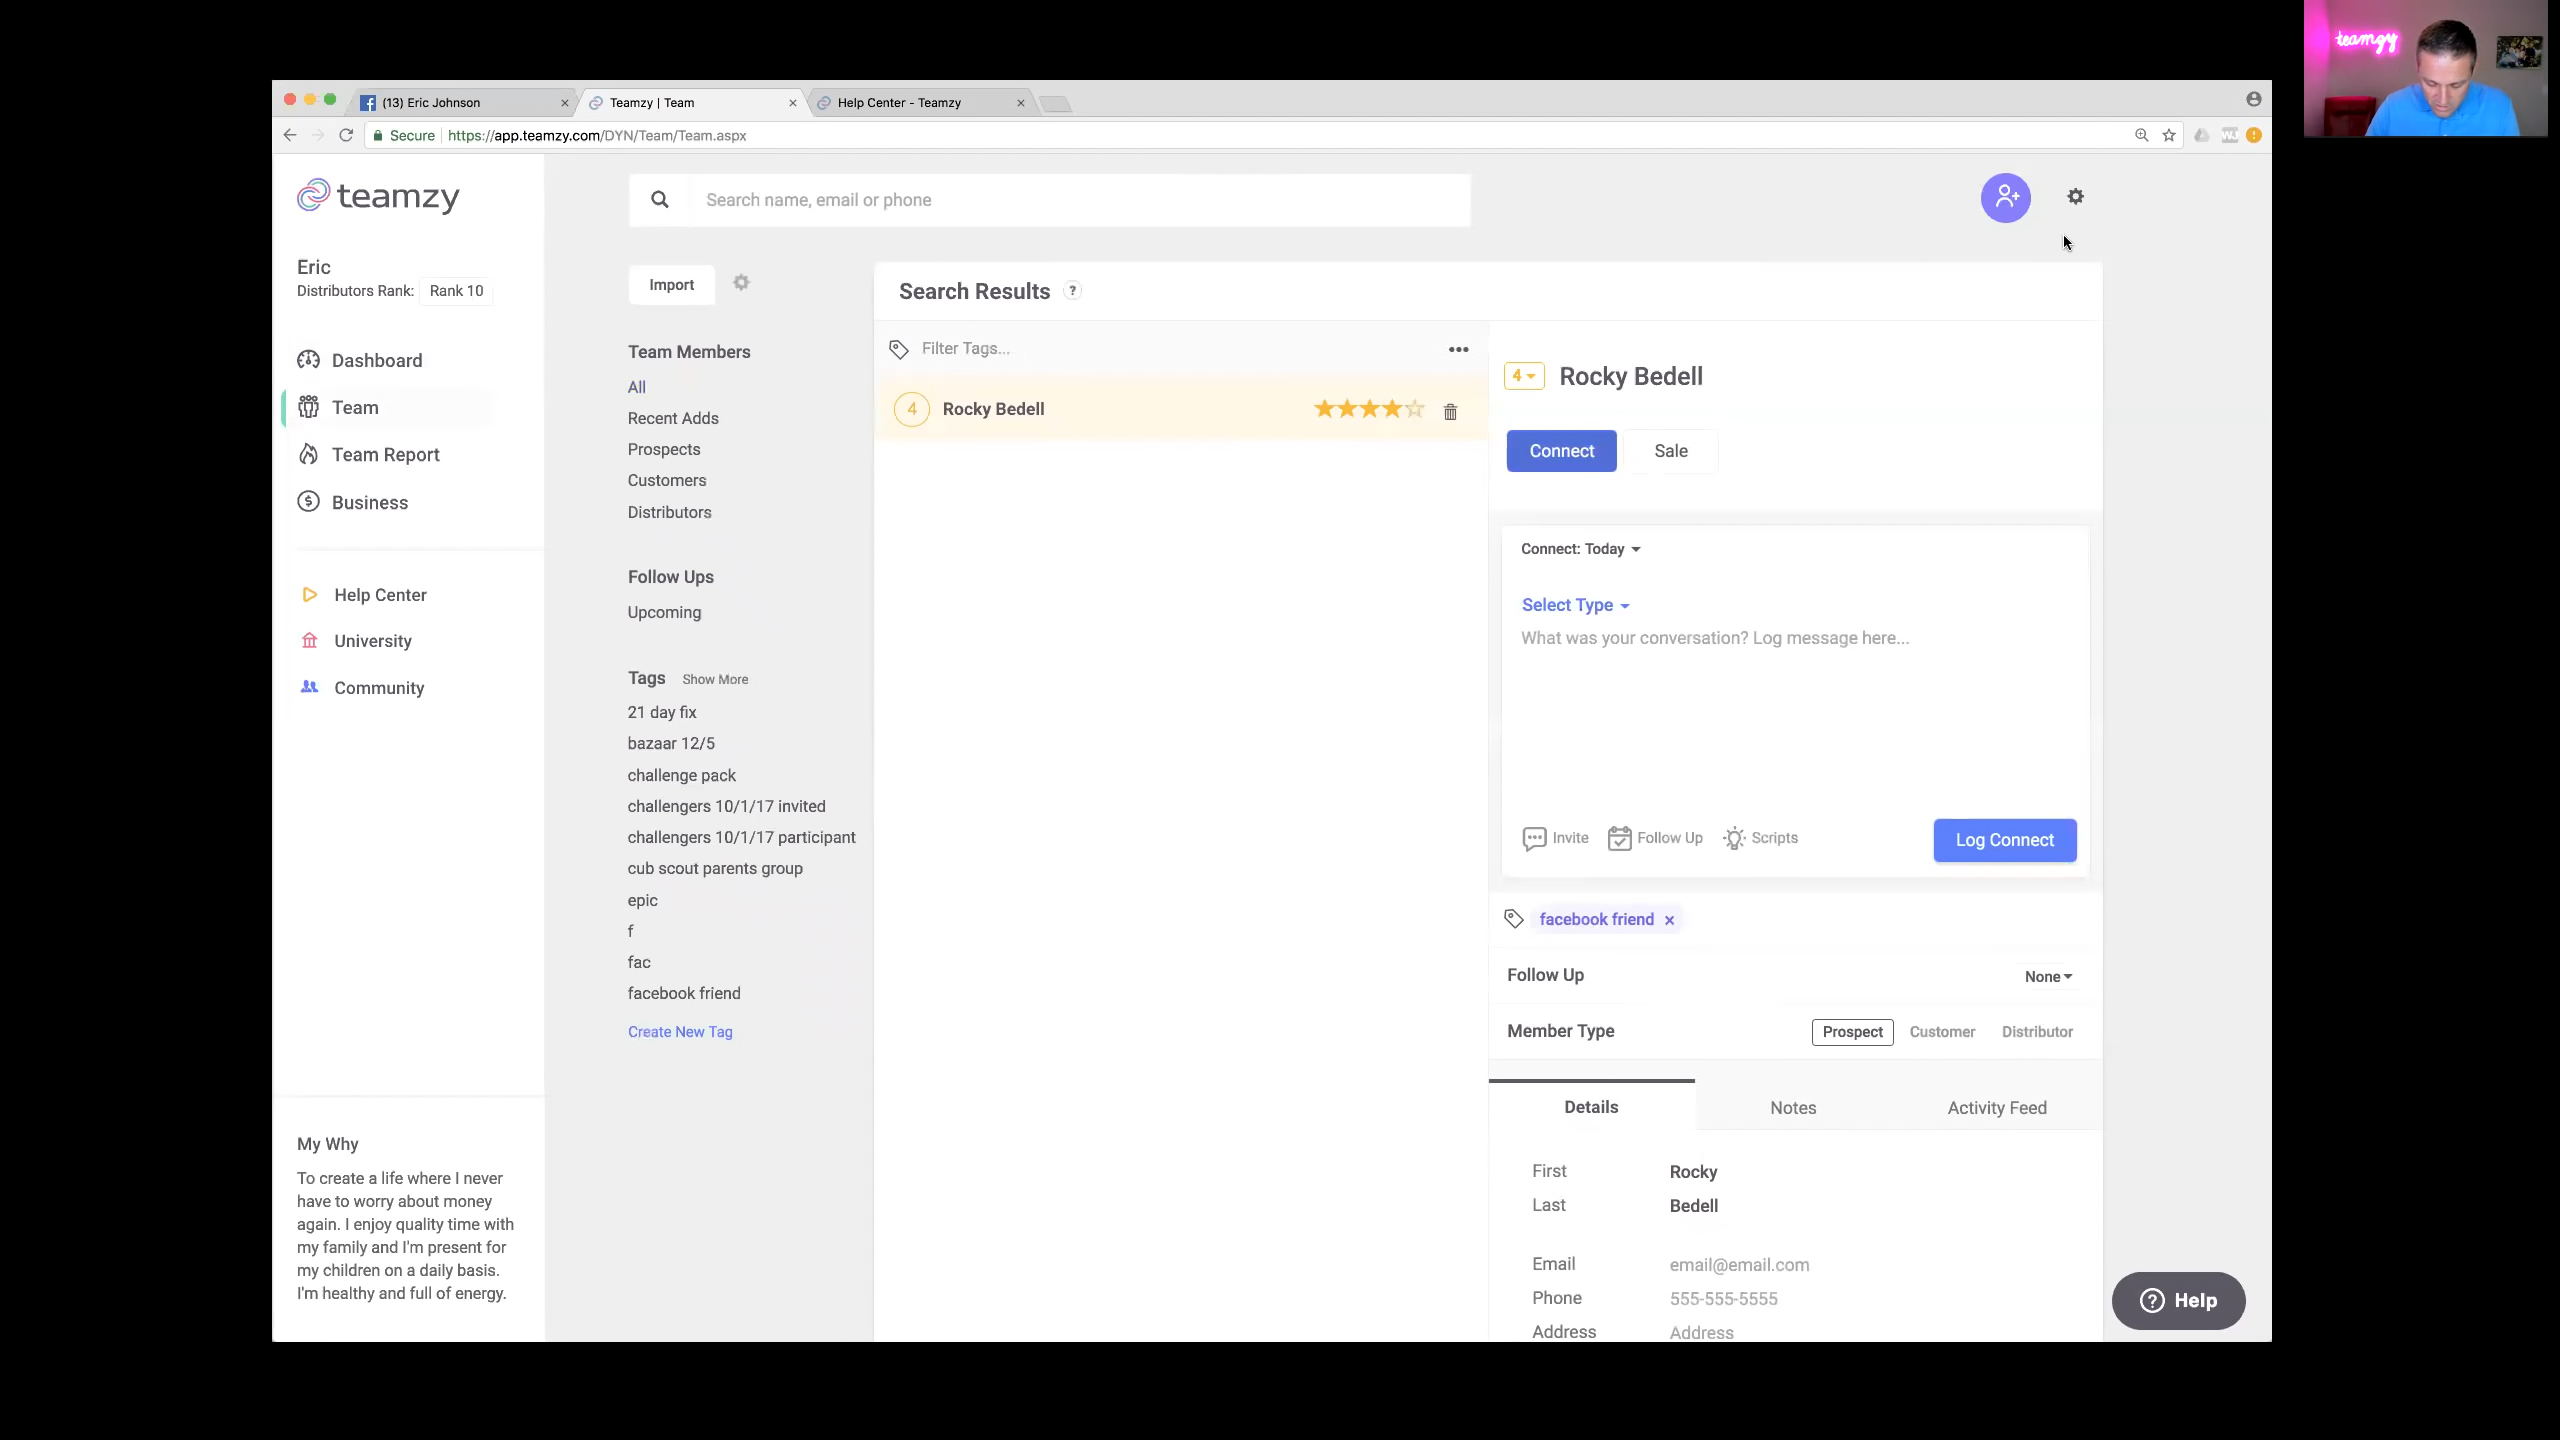 (13) Eric Johnson
Teamzy | Team
Help Center - Teamzy
Secure
https://app.teamzy.com/DYN/Team/Team.aspx
teamzy
teamzy
Search name, email or phone
Eric
Distributors Rank: Rank 10
Dashboard
Team
Team Report
Business
Help Center
University
Community
My Why
To create a life where I never
have to worry about money
again. I enjoy quality time with
my family and I'm present for
my children on a daily basis.
I'm healthy and full of energy.
Import
Team Members
All
Recent Adds
Prospects
Customers
Distributors
Follow Ups
Upcoming
Tags Show More
21 day fix
bazaar 12/5
challenge pack
challengers 10/1/17 invited
challengers 10/1/17 participant
cub scout parents group
epic
f
fac
facebook friend
Create New Tag
Search Results ?
Filter Tags...
4 Rocky Bedell
4 Rocky Bedell
Connect Sale
Connect: Today
Select Type
What was your conversation? Log message here...
Invite Follow Up Scripts Log Connect
facebook friend ×
Follow Up None
Member Type Prospect Customer Distributor
Details Notes Activity Feed
First Rocky
Last Bedell
Email email@email.com
Phone 555-555-5555
Address Address
? Help